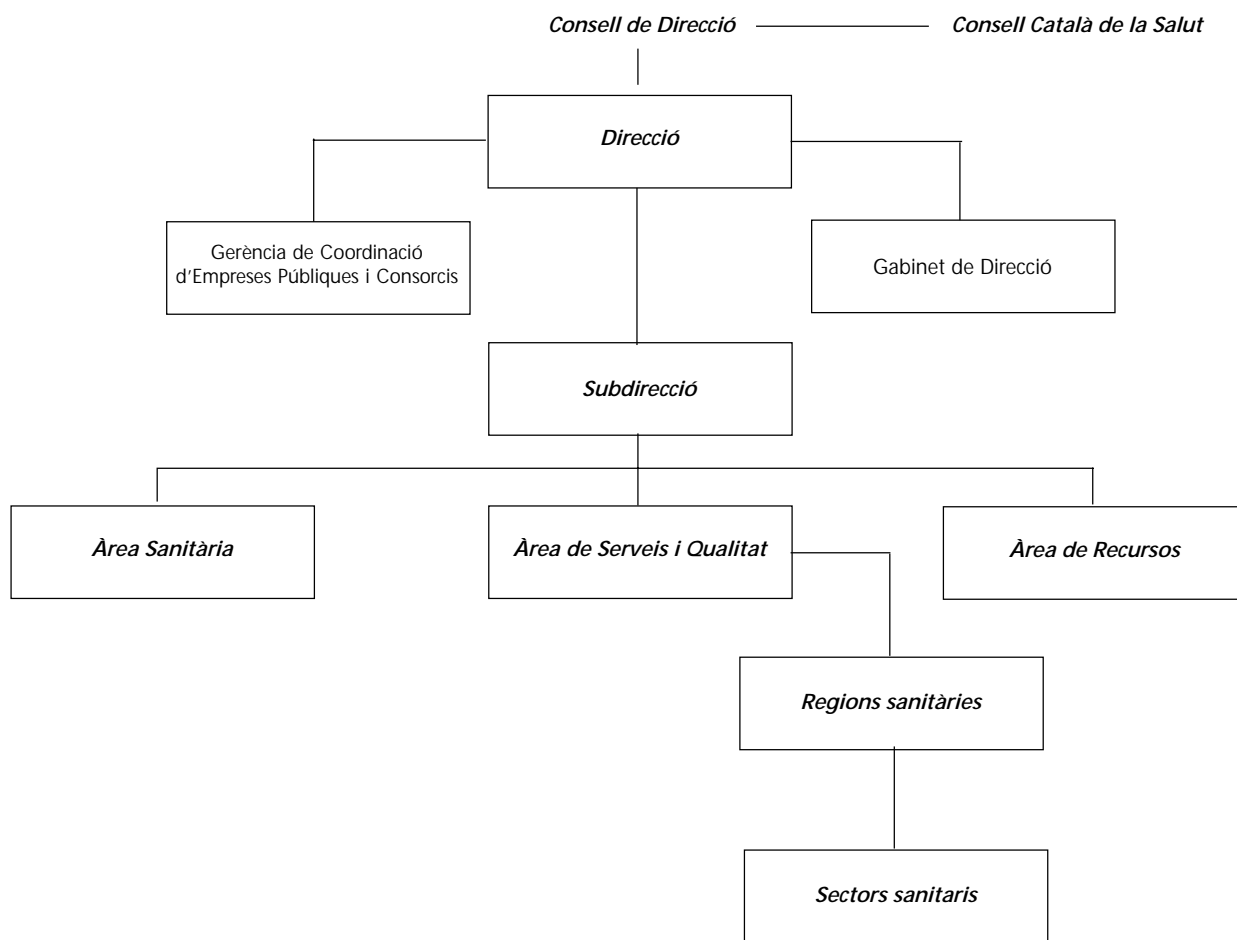 Consell de Direcció
Consell Català de la Salut
Direcció
Gerència de Coordinació
d'Empreses Públiques i Consorcis
Gabinet de Direcció
Subdirecció
Àrea Sanitària
Àrea de Serveis i Qualitat
Àrea de Recursos
Regions sanitàries
Sectors sanitaris